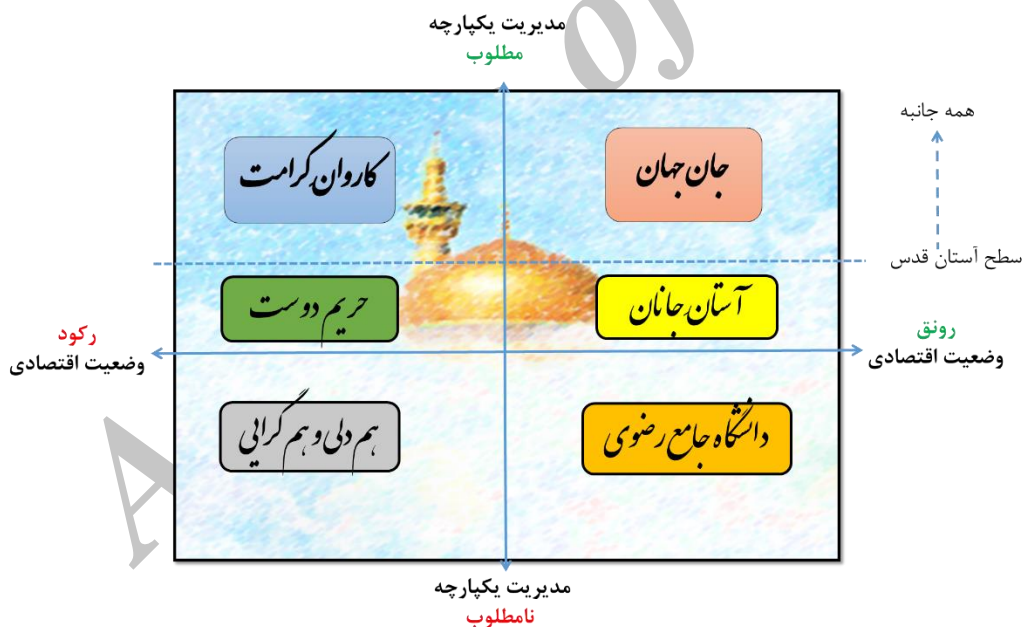 مدیریت یکپارچه
مطلوب
همه جانبه
جان جهان
کاروان کرامت
سطح آستان قدس
آستان جانان
حریم دوست
رونق
وضعیت اقتصادی
رکود
وضعیت اقتصادی
دانشگاه جامع رضوی
هم دلی و هم گرایی
مدیریت یکپارچه
نامطلوب